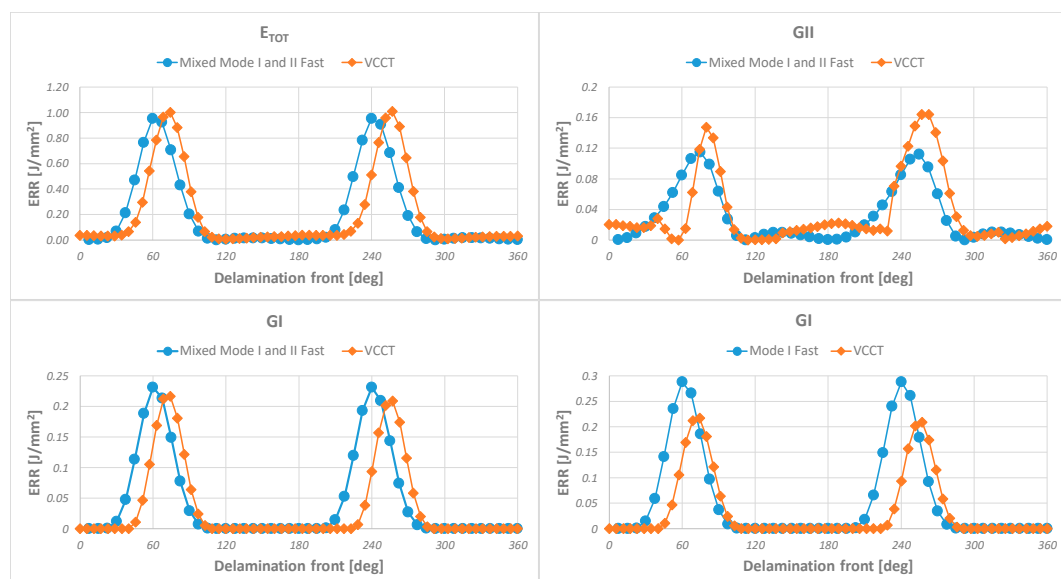 E_TOT
Mixed Mode I and II Fast VCCT
ERR [J/mm²]
1.20
1.00
0.80
0.60
0.40
0.20
0.00
0 60 120 180 240 300 360
Delamination front [deg]
GII
Mixed Mode I and II Fast VCCT
ERR [J/mm²]
0.2
0.16
0.12
0.08
0.04
0
0 60 120 180 240 300 360
Delamination front [deg]
GI
Mixed Mode I and II Fast VCCT
ERR [J/mm²]
0.25
0.2
0.15
0.1
0.05
0
0 60 120 180 240 300 360
Delamination front [deg]
GI
Mode I Fast VCCT
ERR [J/mm²]
0.3
0.25
0.2
0.15
0.1
0.05
0
0 60 120 180 240 300 360
Delamination front [deg]